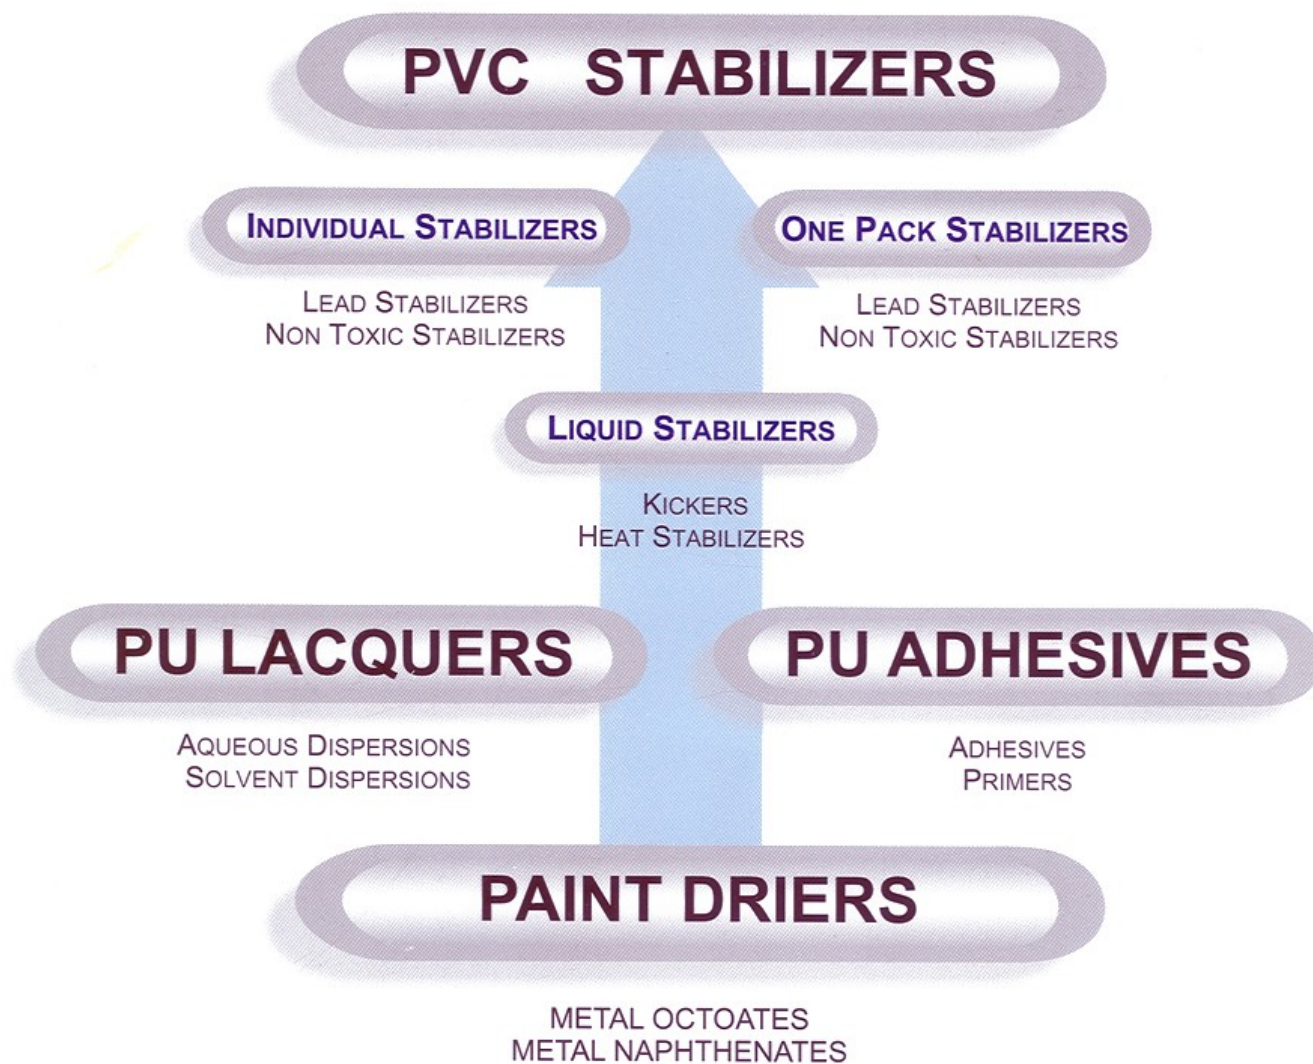 PVC STABILIZERS
INDIVIDUAL STABILIZERS
LEAD STABILIZERS
NON TOXIC STABILIZERS
ONE PACK STABILIZERS
LEAD STABILIZERS
NON TOXIC STABILIZERS
LIQUID STABILIZERS
KICKERS
HEAT STABILIZERS
PU LACQUERS
AQUEOUS DISPERSIONS
SOLVENT DISPERSIONS
PU ADHESIVES
ADHESIVES
PRIMERS
PAINT DRIERS
METAL OCTOATES
METAL NAPHTHENATES